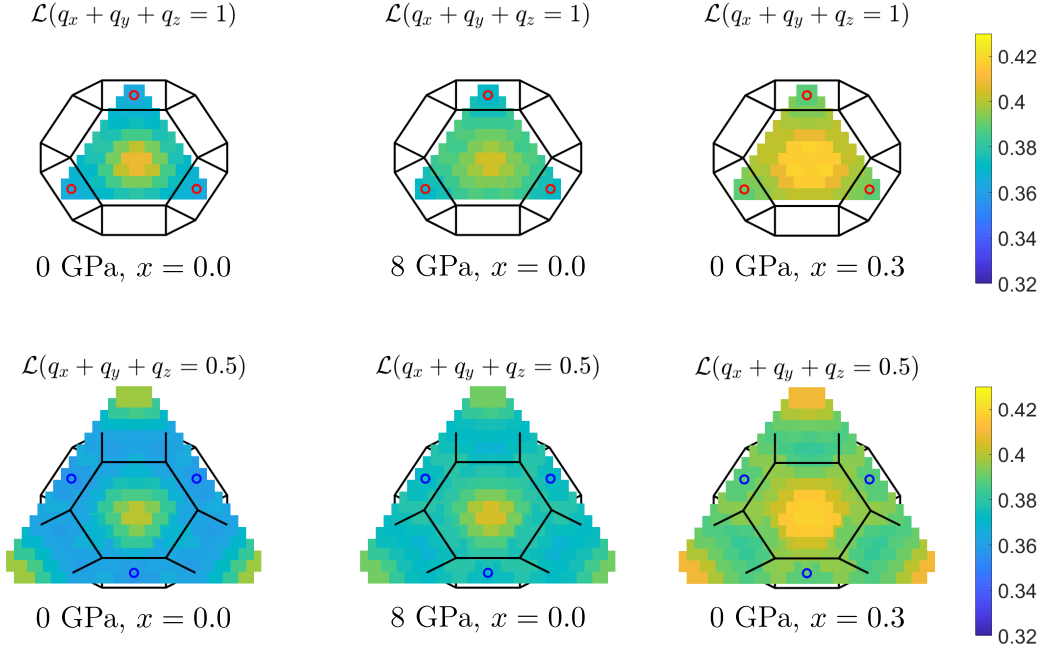 ℒ(q_x + q_y + q_z = 1)
ℒ(q_x + q_y + q_z = 1)
ℒ(q_x + q_y + q_z = 1)
0 GPa, x = 0.0
8 GPa, x = 0.0
0 GPa, x = 0.3
0.42
0.4
0.38
0.36
0.34
0.32
ℒ(q_x + q_y + q_z = 0.5)
ℒ(q_x + q_y + q_z = 0.5)
ℒ(q_x + q_y + q_z = 0.5)
0 GPa, x = 0.0
8 GPa, x = 0.0
0 GPa, x = 0.3
0.42
0.4
0.38
0.36
0.34
0.32